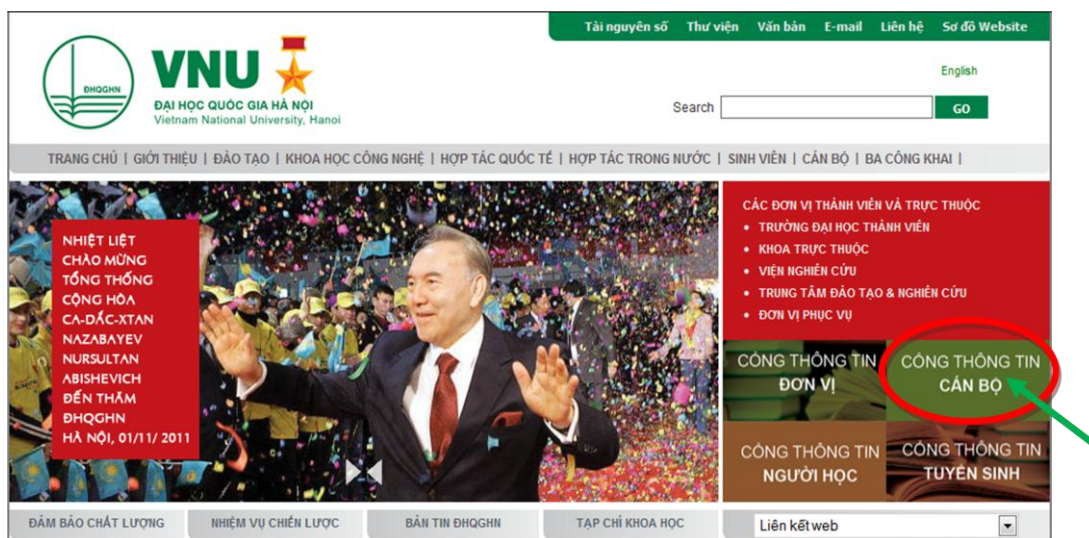 Tài nguyên số Thư viện Văn bản E-mail Liên hệ Sơ đồ Website
ĐHQGHN
VNU
ĐẠI HỌC QUỐC GIA HÀ NỘI
Vietnam National University, Hanoi
English
Search GO
TRANG CHỦ | GIỚI THIỆU | ĐÀO TẠO | KHOA HỌC CÔNG NGHỆ | HỢP TÁC QUỐC TẾ | HỢP TÁC TRONG NƯỚC | SINH VIÊN | CÁN BỘ | BA CÔNG KHAI |
NHIỆT LIỆT
CHÀO MỪNG
TỔNG THỐNG
CỘNG HÒA
CA-DẮC-XTAN
NAZABAYEV
NURSULTAN
ABISHEVICH
ĐẾN THĂM
ĐHQGHN
HÀ NỘI, 01/11/ 2011
CÁC ĐƠN VỊ THÀNH VIÊN VÀ TRỰC THUỘC
• TRƯỜNG ĐẠI HỌC THÀNH VIÊN
• KHOA TRỰC THUỘC
• VIỆN NGHIÊN CỨU
• TRUNG TÂM ĐÀO TẠO & NGHIÊN CỨU
• ĐƠN VỊ PHỤC VỤ
CỔNG THÔNG TIN
ĐƠN VỊ
CỔNG THÔNG TIN
CÁN BỘ
CỔNG THÔNG TIN
NGƯỜI HỌC
CỔNG THÔNG TIN
TUYỂN SINH
ĐẢM BẢO CHẤT LƯỢNG NHIỆM VỤ CHIẾN LƯỢC BẢN TIN ĐHQGHN TẠP CHÍ KHOA HỌC Liên kết web